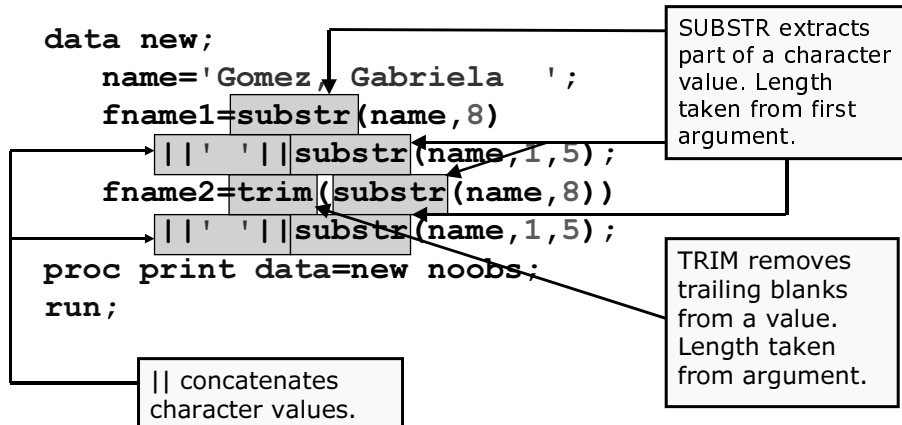 data new;
name='Gomez, Gabriela  ';
fname1=substr(name,8)
||' '||substr(name,1,5);
fname2=trim(substr(name,8))
||' '||substr(name,1,5);
proc print data=new noobs;
run;
SUBSTR extracts
part of a character
value. Length
taken from first
argument.
TRIM removes
trailing blanks
from a value.
Length taken
from argument.
|| concatenates
character values.